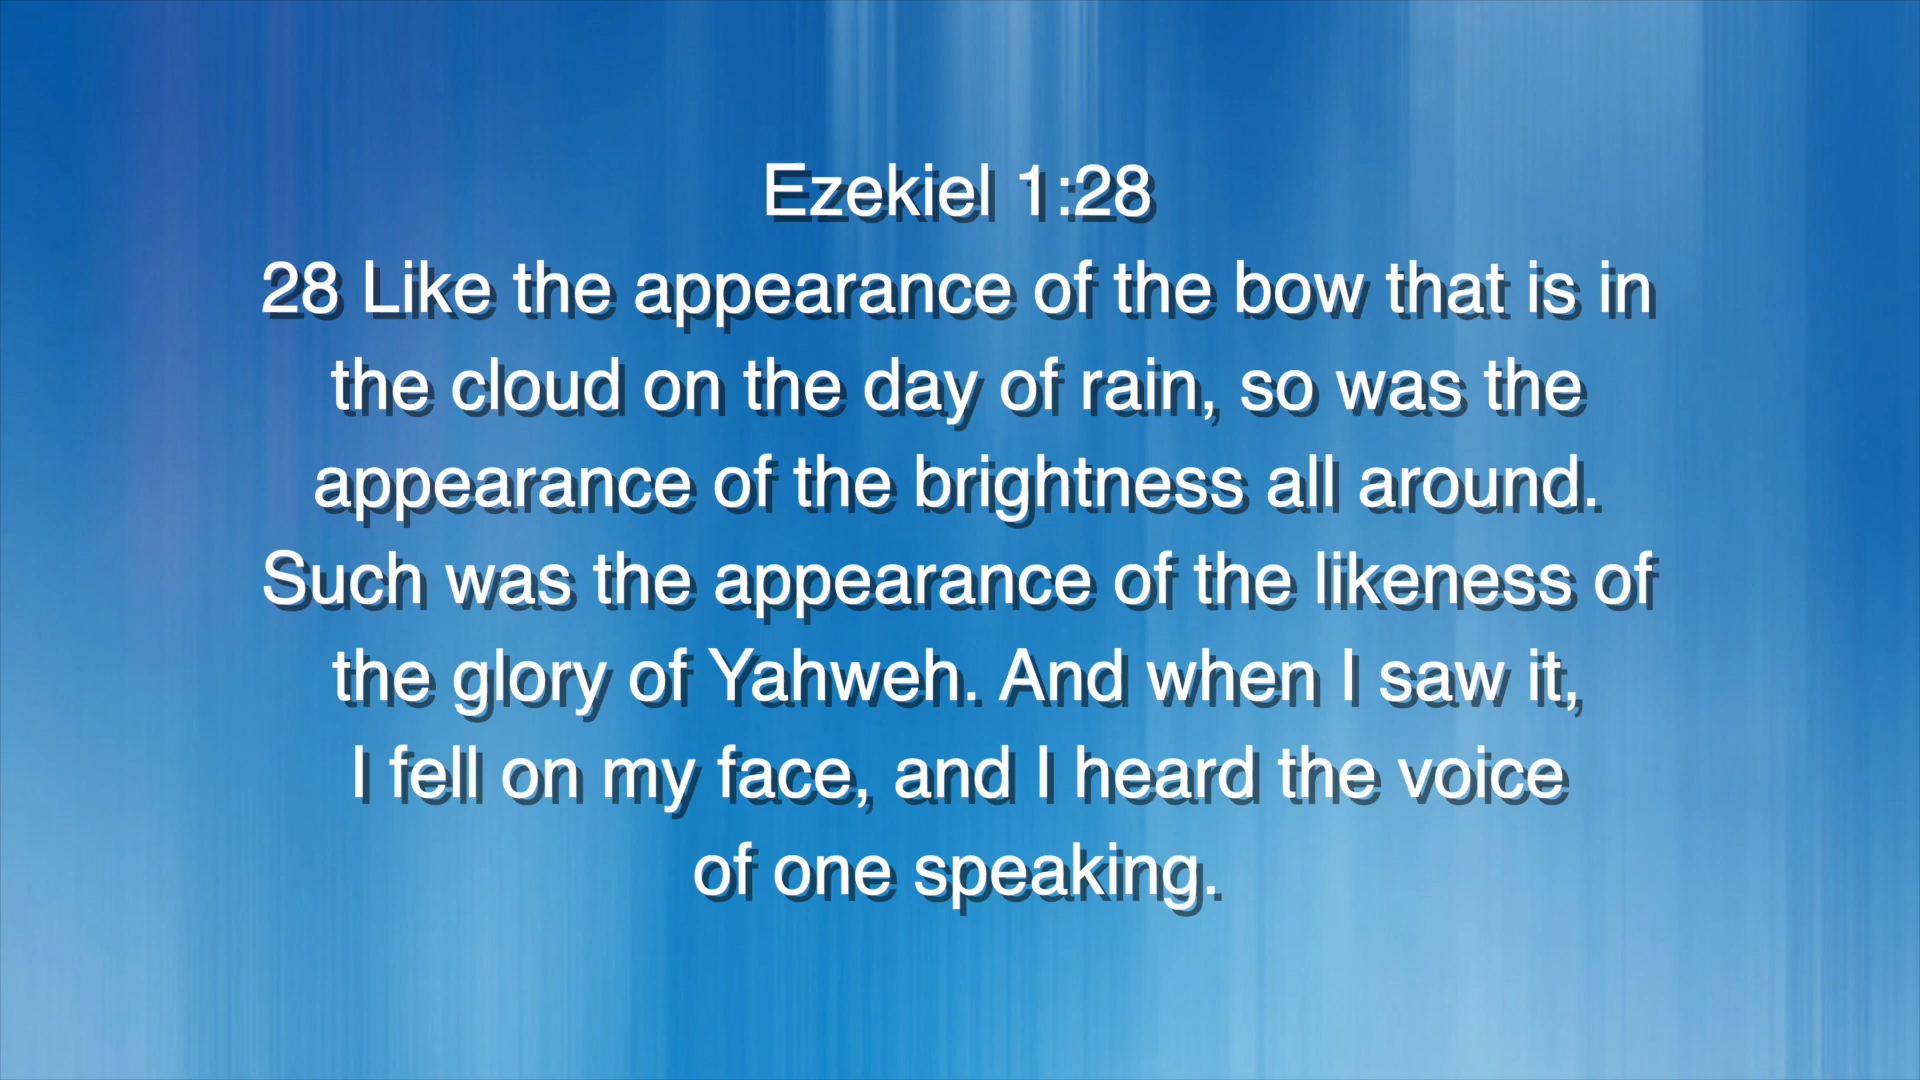 Ezekiel 1:28
28 Like the appearance of the bow that is in
the cloud on the day of rain, so was the
appearance of the brightness all around.
Such was the appearance of the likeness of
the glory of Yahweh. And when I saw it,
I fell on my face, and I heard the voice
of one speaking.